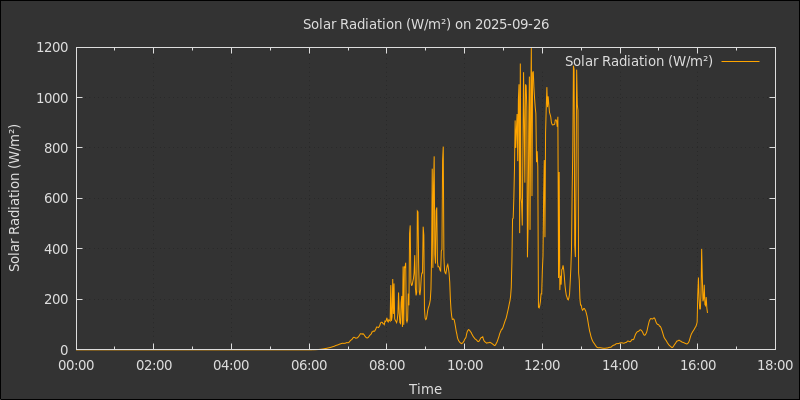 Solar Radiation (W/m²) on 2025-09-26
Solar Radiation (W/m²)
1200
1000
800
600
400
200
0
Solar Radiation (W/m²)
00:00 02:00 04:00 06:00 08:00 10:00 12:00 14:00 16:00 18:00
Time